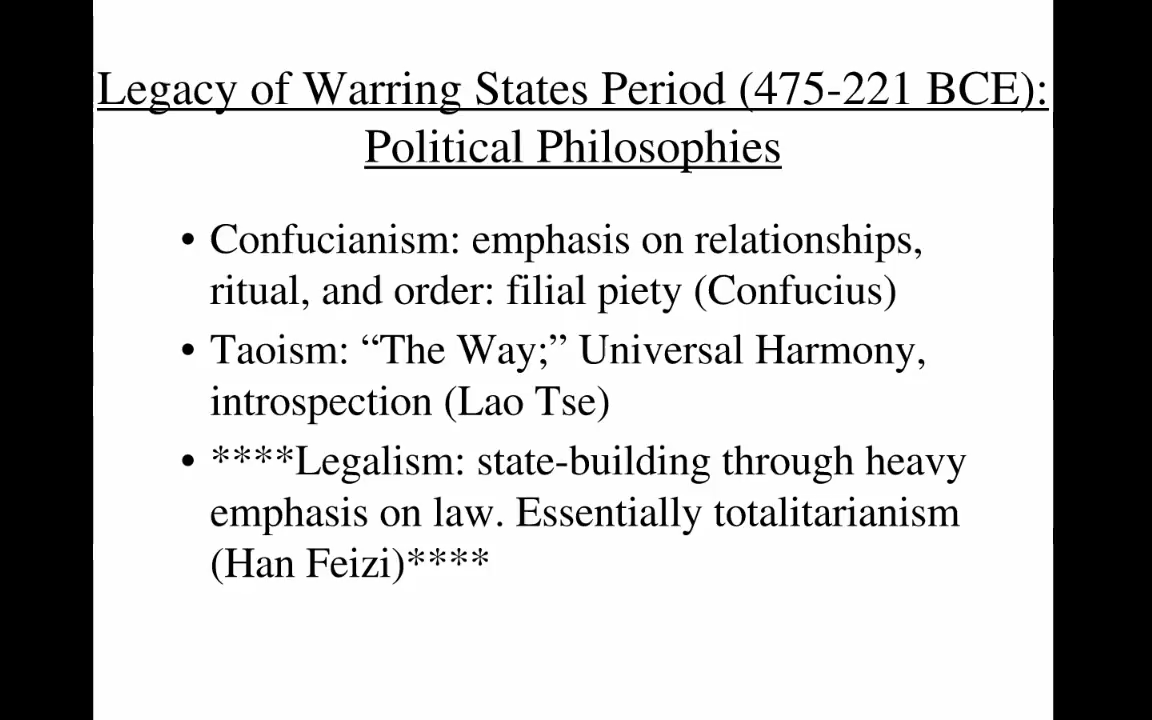 Legacy of Warring States Period (475-221 BCE):
Political Philosophies
• Confucianism: emphasis on relationships,
ritual, and order: filial piety (Confucius)
• Taoism: “The Way;” Universal Harmony,
introspection (Lao Tse)
• ****Legalism: state-building through heavy
emphasis on law. Essentially totalitarianism
(Han Feizi)****